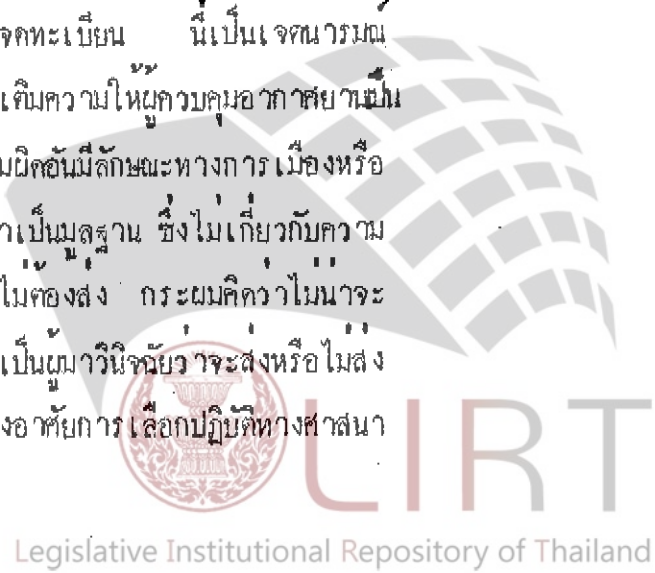 จดทะเบียน นี่เป็นเจตนารมณ์
เติมความให้ผู้ควบคุมอากาศยานเป็น
มผิดอันมีลักษณะทางการเมืองหรือ
าเป็นมูลฐาน ซึ่งไม่เกี่ยวกับความ
ไม่ต้องส่ง กระผมคิดว่าไม่น่าจะ
เป็นผู้มาวินิจฉัยว่าจะส่งหรือไม่ส่ง
งอาศัยการเลือกปฏิบัติทางศาสนา
LIRT
Legislative Institutional Repository of Thailand